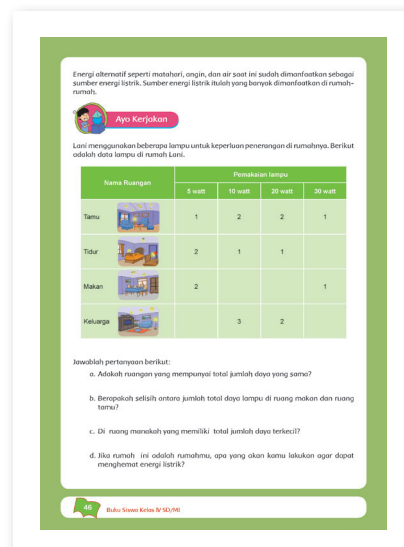 Energi alternatif seperti matahari, angin, dan air saat ini sudah dimanfaatkan sebagai
sumber energi listrik. Sumber energi listrik itulah yang banyak dimanfaatkan di rumah-
rumah.
Ayo Kerjakan
Lani menggunakan beberapa lampu untuk keperluan penerangan di rumahnya. Berikut
adalah data lampu di rumah Lani.
Nama Ruangan Pemakaian lampu
5 watt 10 watt 20 watt 30 watt
Tamu 1 2 2 1
Tidur 2 1 1
Makan 2 1
Keluarga 3 2
Jawablah pertanyaan berikut:
a. Adakah ruangan yang mempunyai total jumlah daya yang sama?
b. Berapakah selisih antara jumlah total daya lampu di ruang makan dan ruang
tamu?
c. Di ruang manakah yang memiliki total jumlah daya terkecil?
d. Jika rumah ini adalah rumahmu, apa yang akan kamu lakukan agar dapat
menghemat energi listrik?
46 Buku Siswa Kelas IV SD/MI